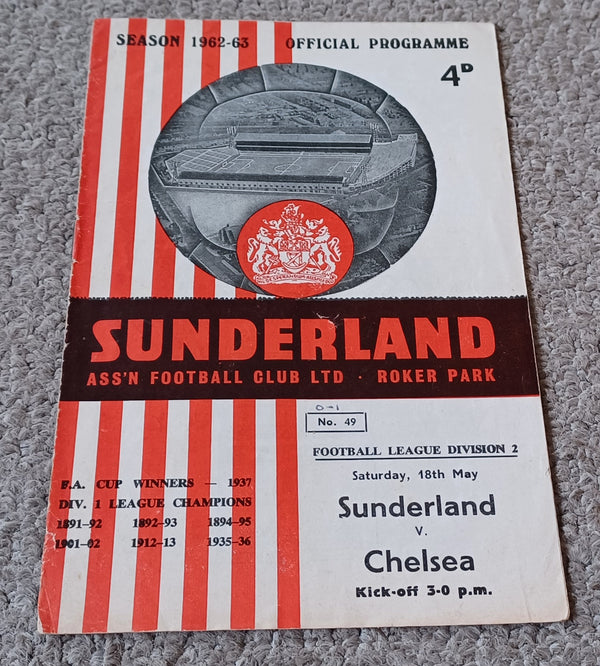 SEASON 1962-63 OFFICIAL PROGRAMME
4D
SUNDERLAND
ASS'N FOOTBALL CLUB LTD · ROKER PARK
0-1
No. 49
FOOTBALL LEAGUE DIVISION 2
Saturday, 18th May
Sunderland
V.
Chelsea
Kick-off 3-0 p.m.
F.A. CUP WINNERS — 1937
DIV. 1 LEAGUE CHAMPIONS
1891-92 1892-93 1894-95
1901-02 1912-13 1935-36